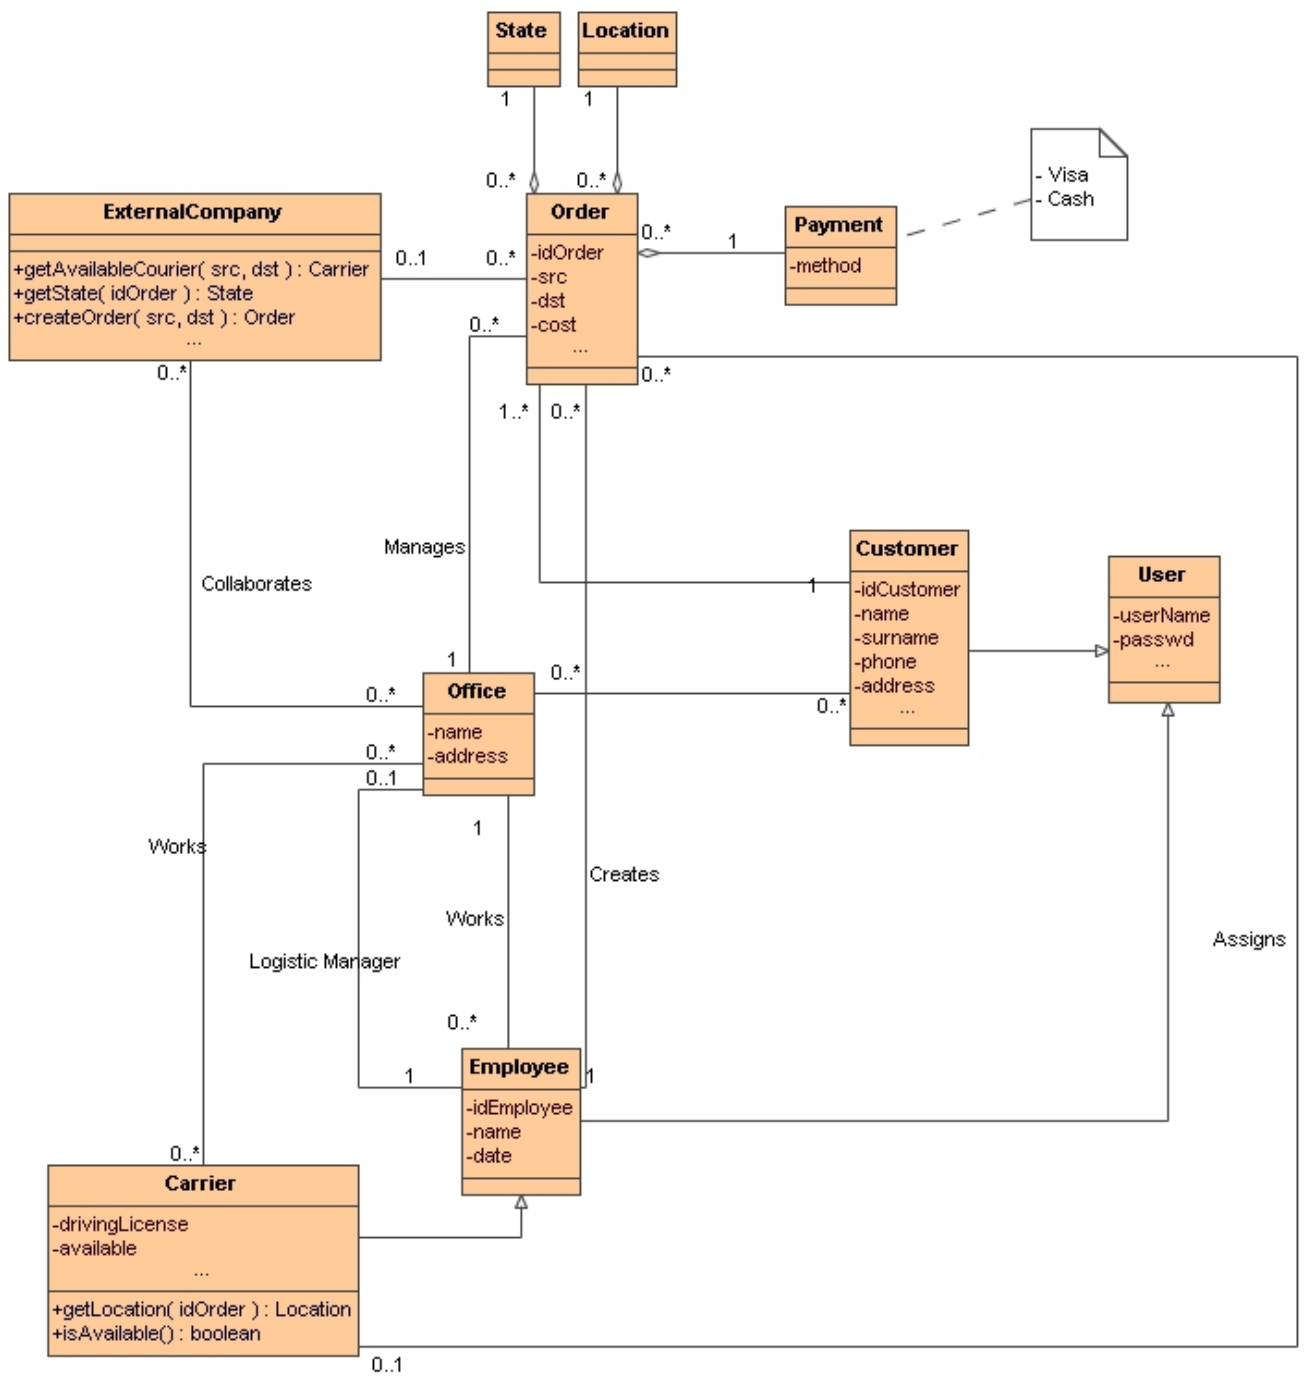 State
Location
1
1
0..*
0..*
- Visa
- Cash
ExternalCompany
+getAvailableCourier( src, dst ) : Carrier
+getState( idOrder ) : State
+createOrder( src, dst ) : Order
...
0..1
0..*
Order
-idOrder
-src
-dst
-cost
...
0..*
1
Payment
-method
0..*
0..*
0..*
1..*
0..*
Manages
Collaborates
1
Customer
-idCustomer
-name
-surname
-phone
-address
...
User
-userName
-passwd
...
1
0..*
0..*
0..*
Office
-name
-address
0..*
0..1
1
Works
Creates
Works
Assigns
Logistic Manager
0..*
1
1
Employee
-idEmployee
-name
-date
0..*
Carrier
-drivingLicense
-available
...
+getLocation( idOrder ) : Location
+isAvailable() : boolean
0..1